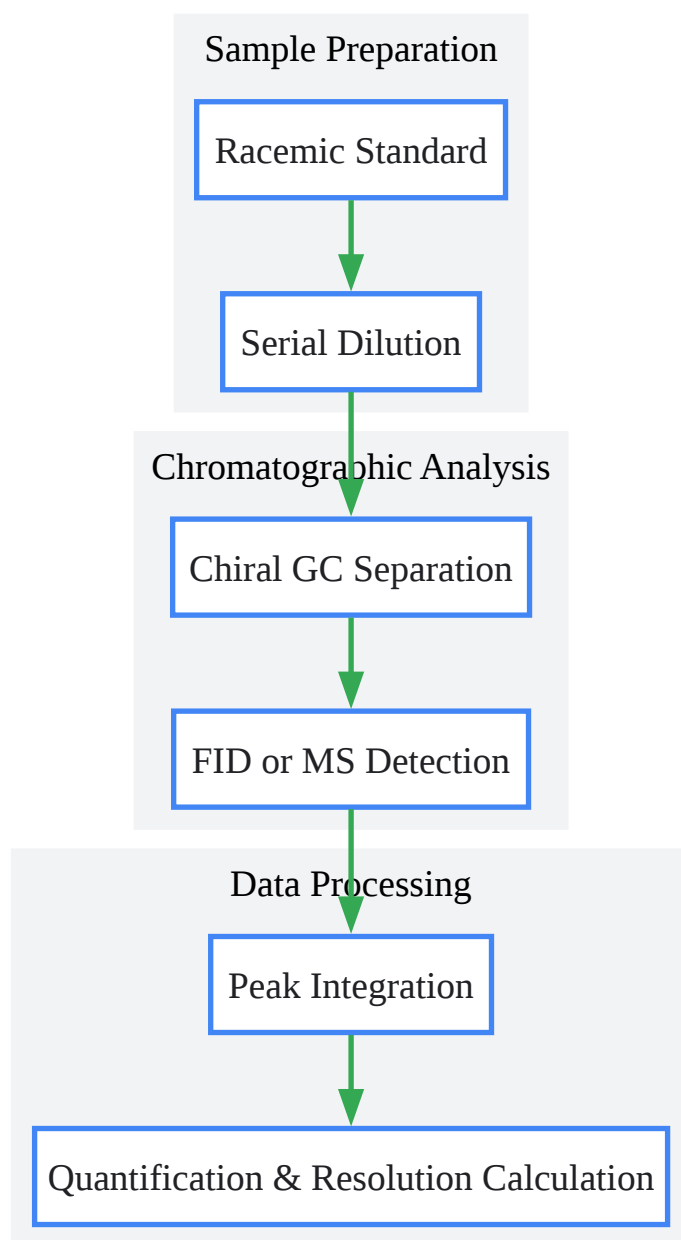 Sample Preparation
Racemic Standard
Serial Dilution
Chromatographic Analysis
Chiral GC Separation
FID or MS Detection
Data Processing
Peak Integration
Quantification & Resolution Calculation